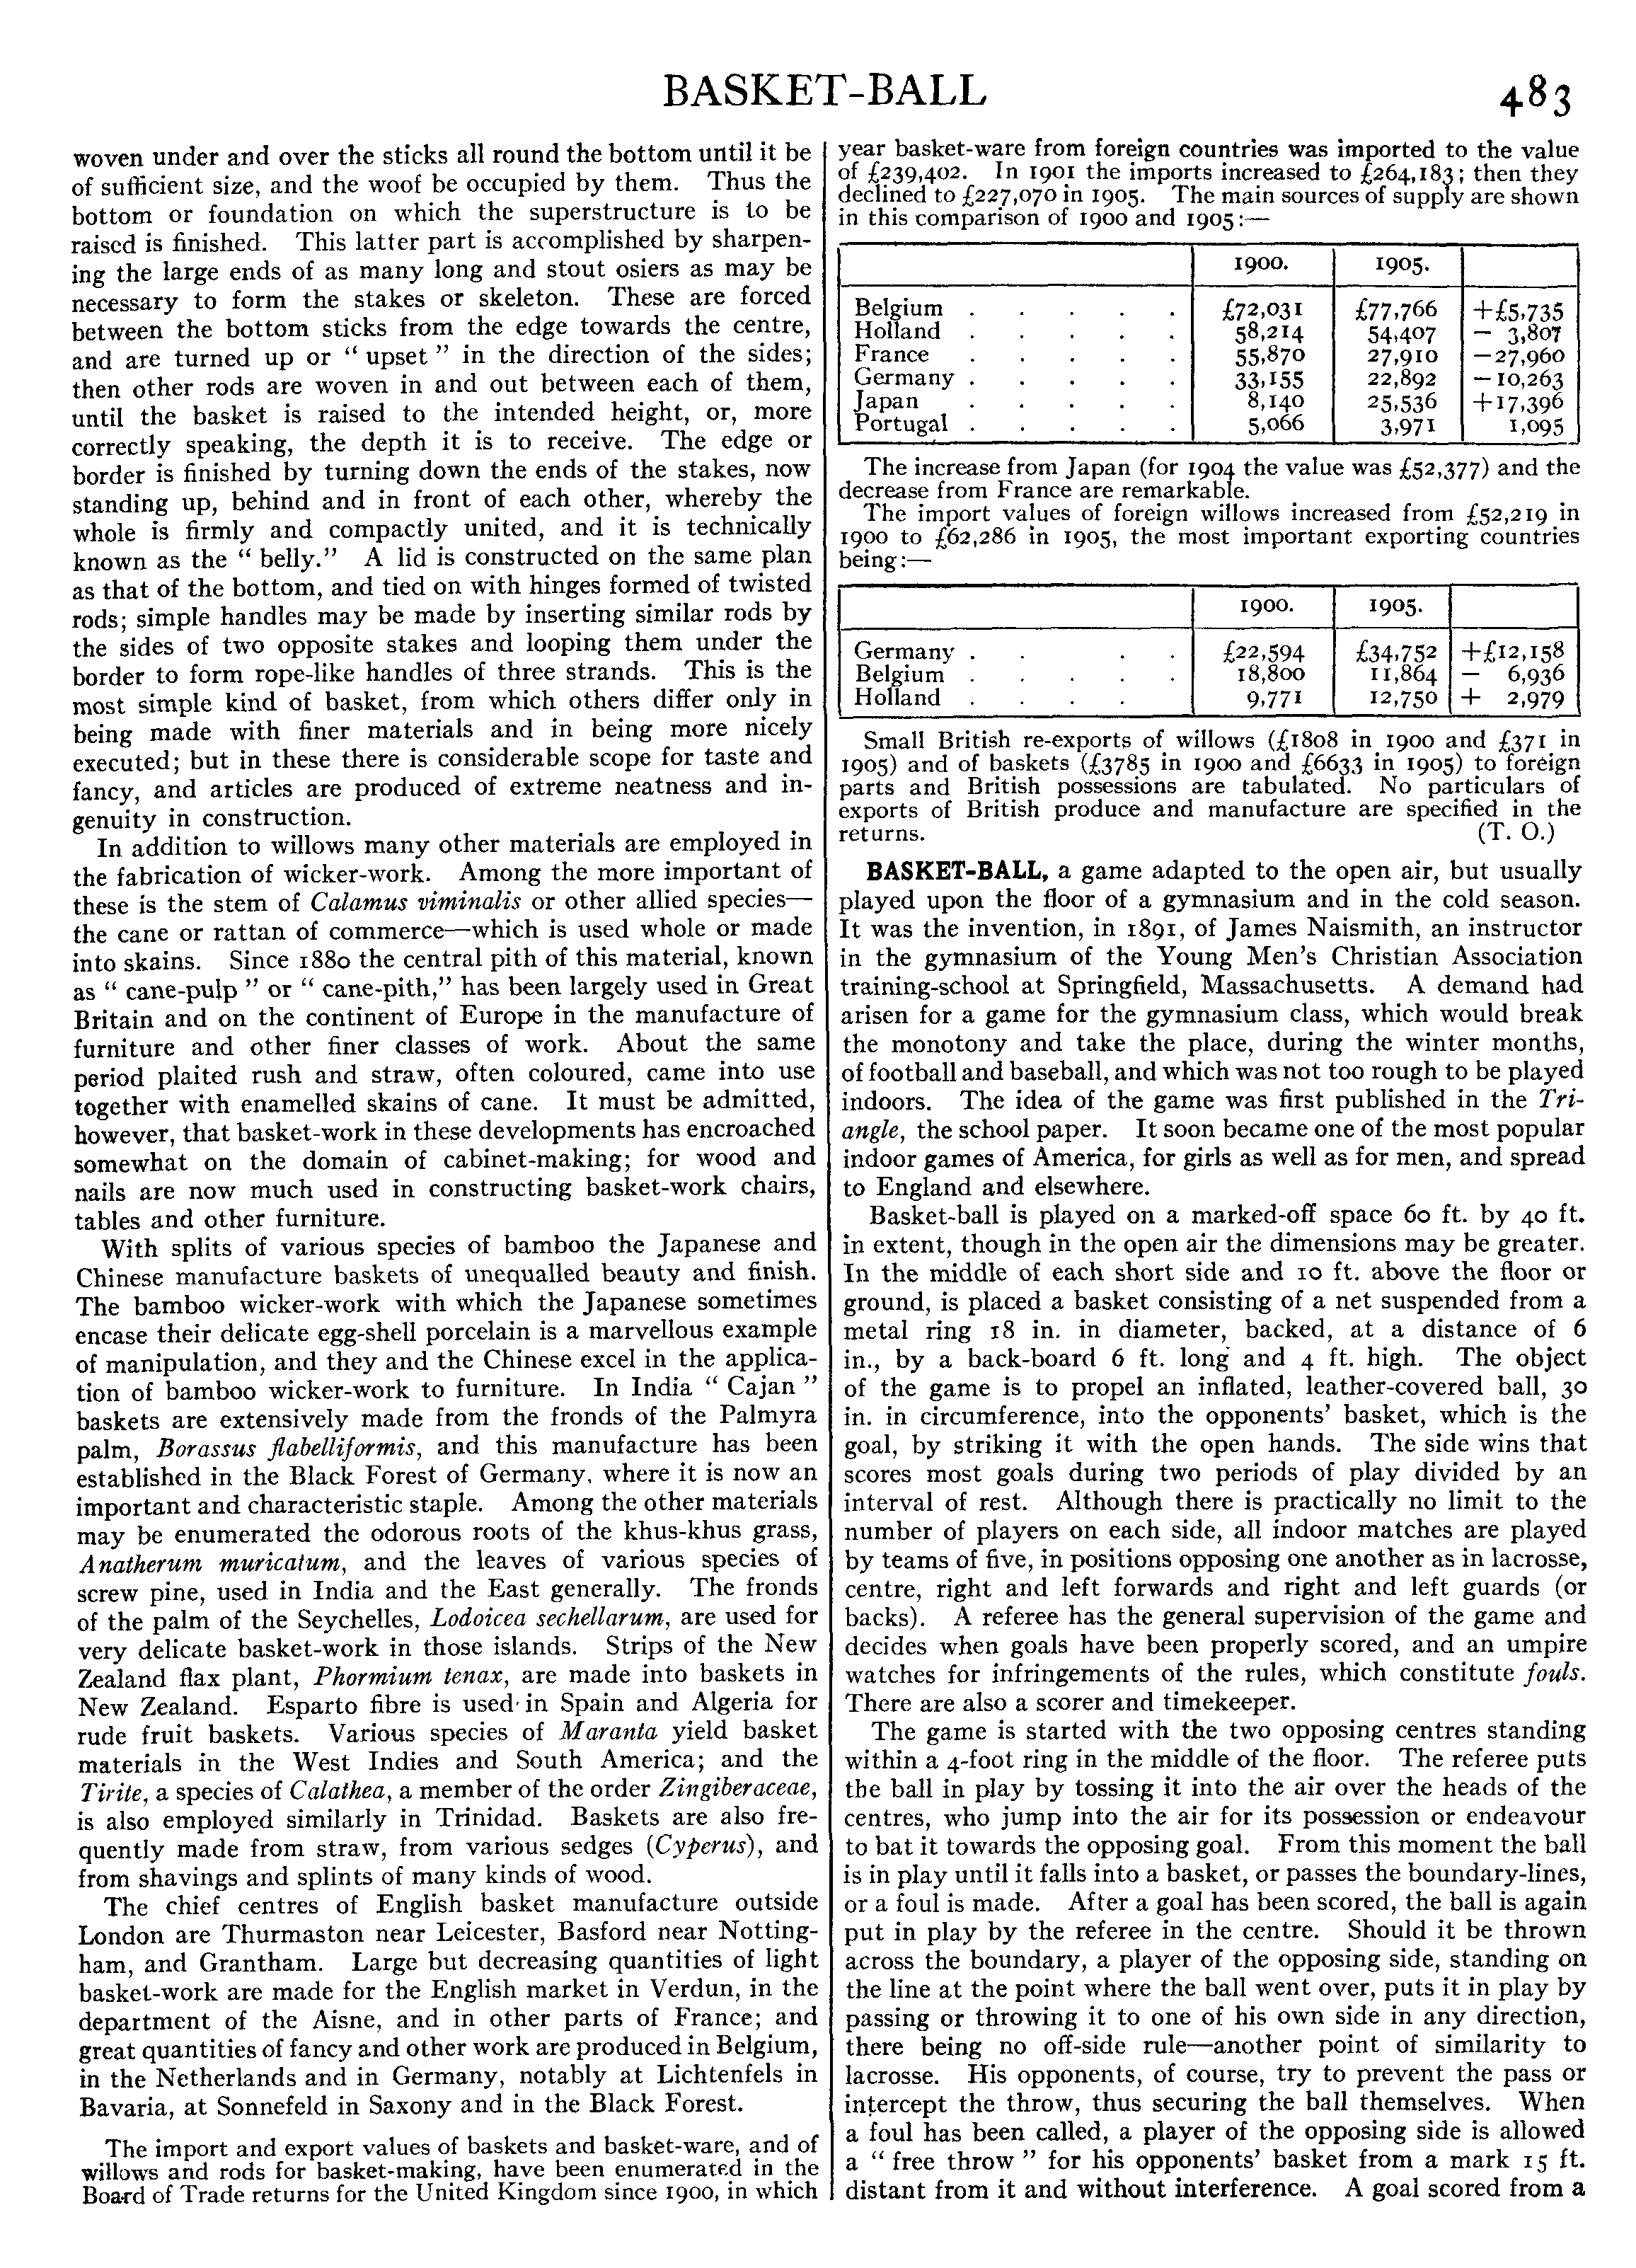 BASKET-BALL
483
woven under and over the sticks all round the bottom until it be
of sufficient size, and the woof be occupied by them. Thus the
bottom or foundation on which the superstructure is to be
raised is finished. This latter part is accomplished by sharpen-
ing the large ends of as many long and stout osiers as may be
necessary to form the stakes or skeleton. These are forced
between the bottom sticks from the edge towards the centre,
and are turned up or “ upset ” in the direction of the sides;
then other rods are woven in and out between each of them,
until the basket is raised to the intended height, or, more
correctly speaking, the depth it is to receive. The edge or
border is finished by turning down the ends of the stakes, now
standing up, behind and in front of each other, whereby the
whole is firmly and compactly united, and it is technically
known as the “ belly.” A lid is constructed on the same plan
as that of the bottom, and tied on with hinges formed of twisted
rods; simple handles may be made by inserting similar rods by
the sides of two opposite stakes and looping them under the
border to form rope-like handles of three strands. This is the
most simple kind of basket, from which others differ only in
being made with finer materials and in being more nicely
executed; but in these there is considerable scope for taste and
fancy, and articles are produced of extreme neatness and in-
genuity in construction.
In addition to willows many other materials are employed in
the fabrication of wicker-work. Among the more important of
these is the stem of Calamus viminalis or other allied species—
the cane or rattan of commerce—which is used whole or made
into skains. Since 1880 the central pith of this material, known
as “ cane-pulp ” or “ cane-pith,” has been largely used in Great
Britain and on the continent of Europe in the manufacture of
furniture and other finer classes of work. About the same
period plaited rush and straw, often coloured, came into use
together with enamelled skains of cane. It must be admitted,
however, that basket-work in these developments has encroached
somewhat on the domain of cabinet-making; for wood and
nails are now much used in constructing basket-work chairs,
tables and other furniture.
With splits of various species of bamboo the Japanese and
Chinese manufacture baskets of unequalled beauty and finish.
The bamboo wicker-work with which the Japanese sometimes
encase their delicate egg-shell porcelain is a marvellous example
of manipulation, and they and the Chinese excel in the applica-
tion of bamboo wicker-work to furniture. In India “ Cajan ”
baskets are extensively made from the fronds of the Palmyra
palm, Borassus flabelliformis, and this manufacture has been
established in the Black Forest of Germany, where it is now an
important and characteristic staple. Among the other materials
may be enumerated the odorous roots of the khus-khus grass,
Anatherum muricatum, and the leaves of various species of
screw pine, used in India and the East generally. The fronds
of the palm of the Seychelles, Lodoicea sechellarum, are used for
very delicate basket-work in those islands. Strips of the New
Zealand flax plant, Phormium tenax, are made into baskets in
New Zealand. Esparto fibre is used in Spain and Algeria for
rude fruit baskets. Various species of Maranta yield basket
materials in the West Indies and South America; and the
Tirite, a species of Calathea, a member of the order Zingiberaceae,
is also employed similarly in Trinidad. Baskets are also fre-
quently made from straw, from various sedges (Cyperus), and
from shavings and splints of many kinds of wood.
The chief centres of English basket manufacture outside
London are Thurmaston near Leicester, Basford near Notting-
ham, and Grantham. Large but decreasing quantities of light
basket-work are made for the English market in Verdun, in the
department of the Aisne, and in other parts of France; and
great quantities of fancy and other work are produced in Belgium,
in the Netherlands and in Germany, notably at Lichtenfels in
Bavaria, at Sonnefeld in Saxony and in the Black Forest.
The import and export values of baskets and basket-ware, and of
willows and rods for basket-making, have been enumerated in the
Board of Trade returns for the United Kingdom since 1900, in which
year basket-ware from foreign countries was imported to the value
of £239,402. In 1901 the imports increased to £264,183; then they
declined to £227,070 in 1905. The main sources of supply are shown
in this comparison of 1900 and 1905:—
1900. 1905.
Belgium . . . . . £72,031 £77,766 +£5,735
Holland . . . . . 58,214 54,407 − 3,807
France . . . . . 55,870 27,910 −27,960
Germany . . . . . 33,155 22,892 −10,263
Japan . . . . . 8,140 25,536 +17,396
Portugal . . . . . 5,066 3,971 1,095
The increase from Japan (for 1904 the value was £52,377) and the
decrease from France are remarkable.
The import values of foreign willows increased from £52,219 in
1900 to £62,286 in 1905, the most important exporting countries
being:—
1900. 1905.
Germany . . . . £22,594 £34,752 +£12,158
Belgium . . . . . 18,800 11,864 − 6,936
Holland . . . . 9,771 12,750 + 2,979
Small British re-exports of willows (£1808 in 1900 and £371 in
1905) and of baskets (£3785 in 1900 and £6633 in 1905) to foreign
parts and British possessions are tabulated. No particulars of
exports of British produce and manufacture are specified in the
returns. (T. O.)
BASKET-BALL, a game adapted to the open air, but usually
played upon the floor of a gymnasium and in the cold season.
It was the invention, in 1891, of James Naismith, an instructor
in the gymnasium of the Young Men’s Christian Association
training-school at Springfield, Massachusetts. A demand had
arisen for a game for the gymnasium class, which would break
the monotony and take the place, during the winter months,
of football and baseball, and which was not too rough to be played
indoors. The idea of the game was first published in the Tri-
angle, the school paper. It soon became one of the most popular
indoor games of America, for girls as well as for men, and spread
to England and elsewhere.
Basket-ball is played on a marked-off space 60 ft. by 40 ft.
in extent, though in the open air the dimensions may be greater.
In the middle of each short side and 10 ft. above the floor or
ground, is placed a basket consisting of a net suspended from a
metal ring 18 in. in diameter, backed, at a distance of 6
in., by a back-board 6 ft. long and 4 ft. high. The object
of the game is to propel an inflated, leather-covered ball, 30
in. in circumference, into the opponents’ basket, which is the
goal, by striking it with the open hands. The side wins that
scores most goals during two periods of play divided by an
interval of rest. Although there is practically no limit to the
number of players on each side, all indoor matches are played
by teams of five, in positions opposing one another as in lacrosse,
centre, right and left forwards and right and left guards (or
backs). A referee has the general supervision of the game and
decides when goals have been properly scored, and an umpire
watches for infringements of the rules, which constitute fouls.
There are also a scorer and timekeeper.
The game is started with the two opposing centres standing
within a 4-foot ring in the middle of the floor. The referee puts
the ball in play by tossing it into the air over the heads of the
centres, who jump into the air for its possession or endeavour
to bat it towards the opposing goal. From this moment the ball
is in play until it falls into a basket, or passes the boundary-lines,
or a foul is made. After a goal has been scored, the ball is again
put in play by the referee in the centre. Should it be thrown
across the boundary, a player of the opposing side, standing on
the line at the point where the ball went over, puts it in play by
passing or throwing it to one of his own side in any direction,
there being no off-side rule—another point of similarity to
lacrosse. His opponents, of course, try to prevent the pass or
intercept the throw, thus securing the ball themselves. When
a foul has been called, a player of the opposing side is allowed
a “ free throw ” for his opponents’ basket from a mark 15 ft.
distant from it and without interference. A goal scored from a